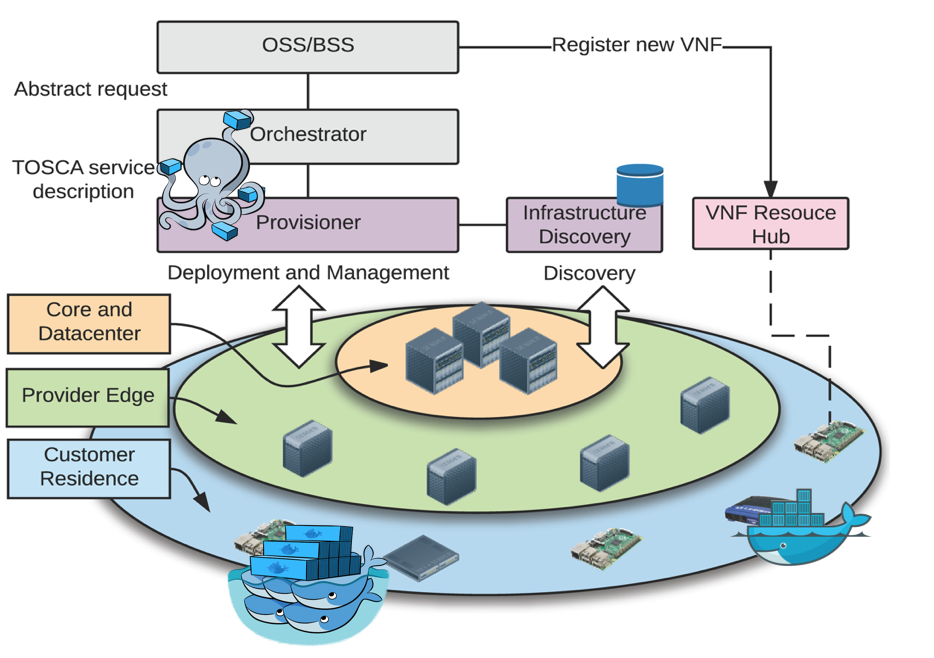 OSS/BSS
Register new VNF
Abstract request
Orchestrator
TOSCA service
description
Provisioner
Infrastructure
Discovery
VNF Resouce
Hub
Deployment and Management
Discovery
Core and
Datacenter
Provider Edge
Customer
Residence